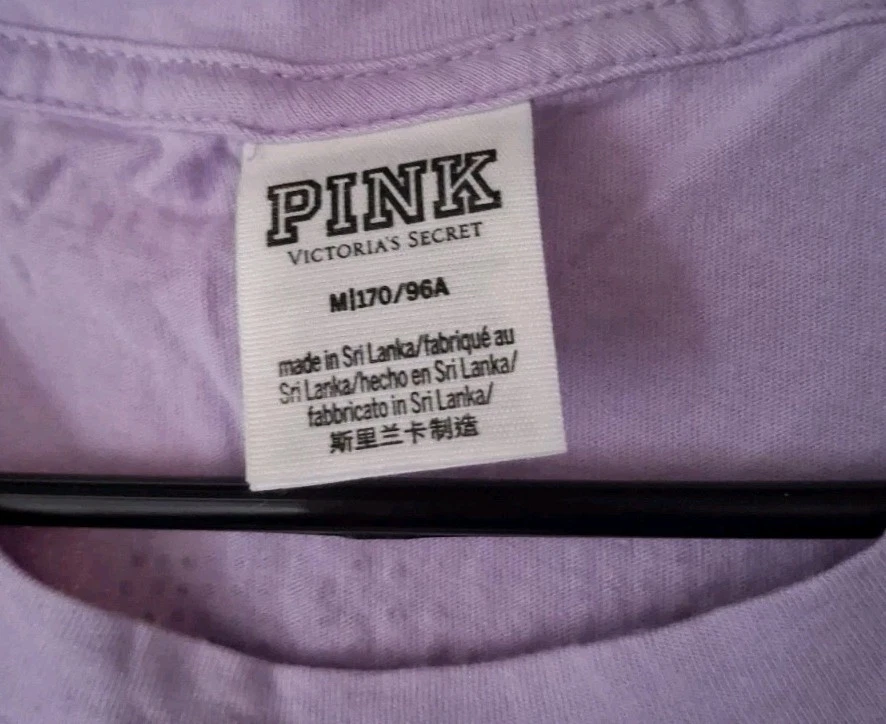 PINK
VICTORIA'S SECRET
M|170/96A
made in Sri Lanka/fabriqué au
Sri Lanka/hecho en Sri Lanka/
fabbricato in Sri Lanka/
斯里兰卡制造